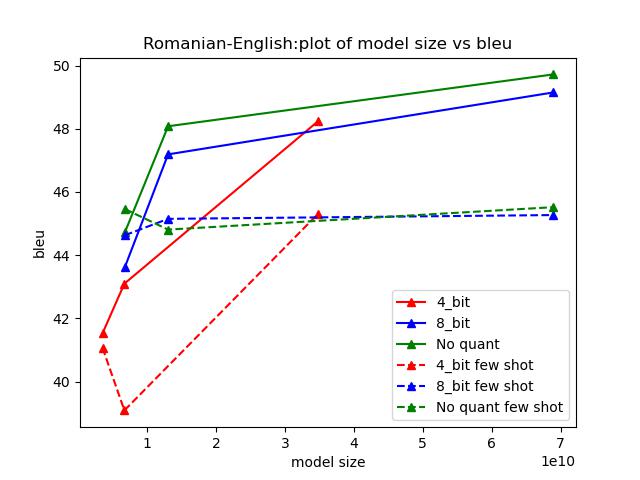 Romanian-English:plot of model size vs bleu
50
48
46
44
42
40
bleu
4_bit
8_bit
No quant
4_bit few shot
8_bit few shot
No quant few shot
1 2 3 4 5 6 7
1e10
model size